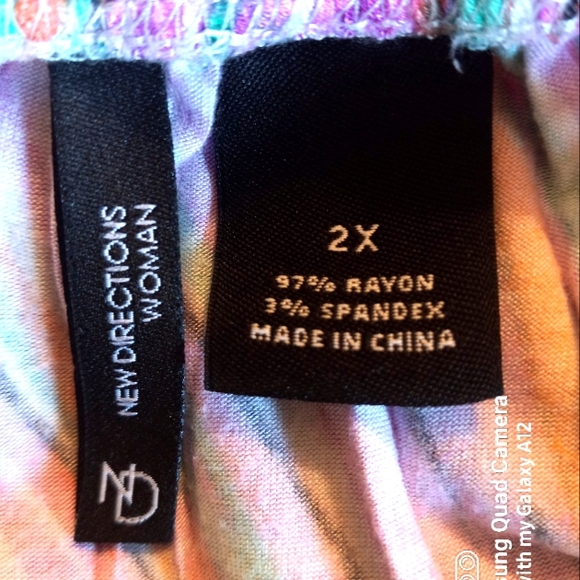 NEW DIRECTIONS
WOMAN
ND
2X
97% RAYON
3% SPANDEX
MADE IN CHINA
ung Quad Camera
with my Galaxy A12